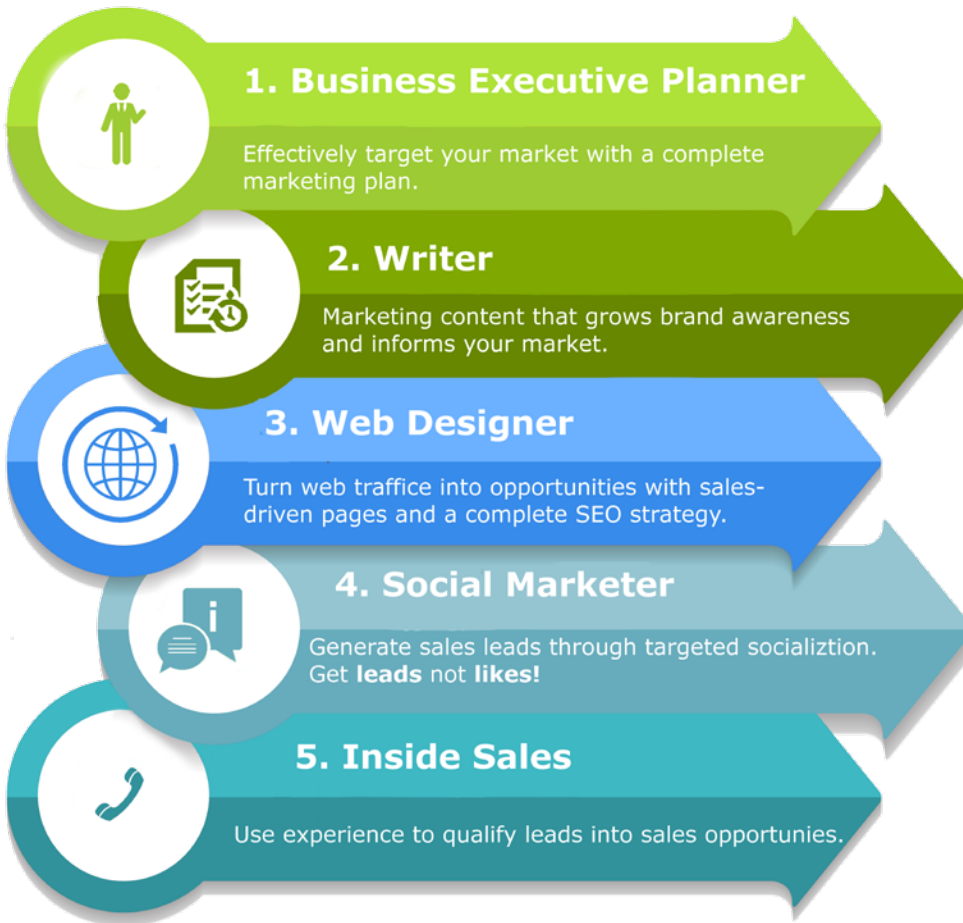 1. Business Executive Planner
Effectively target your market with a complete
marketing plan.
2. Writer
Marketing content that grows brand awareness
and informs your market.
3. Web Designer
Turn web traffice into opportunities with sales-
driven pages and a complete SEO strategy.
i
4. Social Marketer
Generate sales leads through targeted socializtion.
Get leads not likes!
5. Inside Sales
Use experience to qualify leads into sales opportunies.